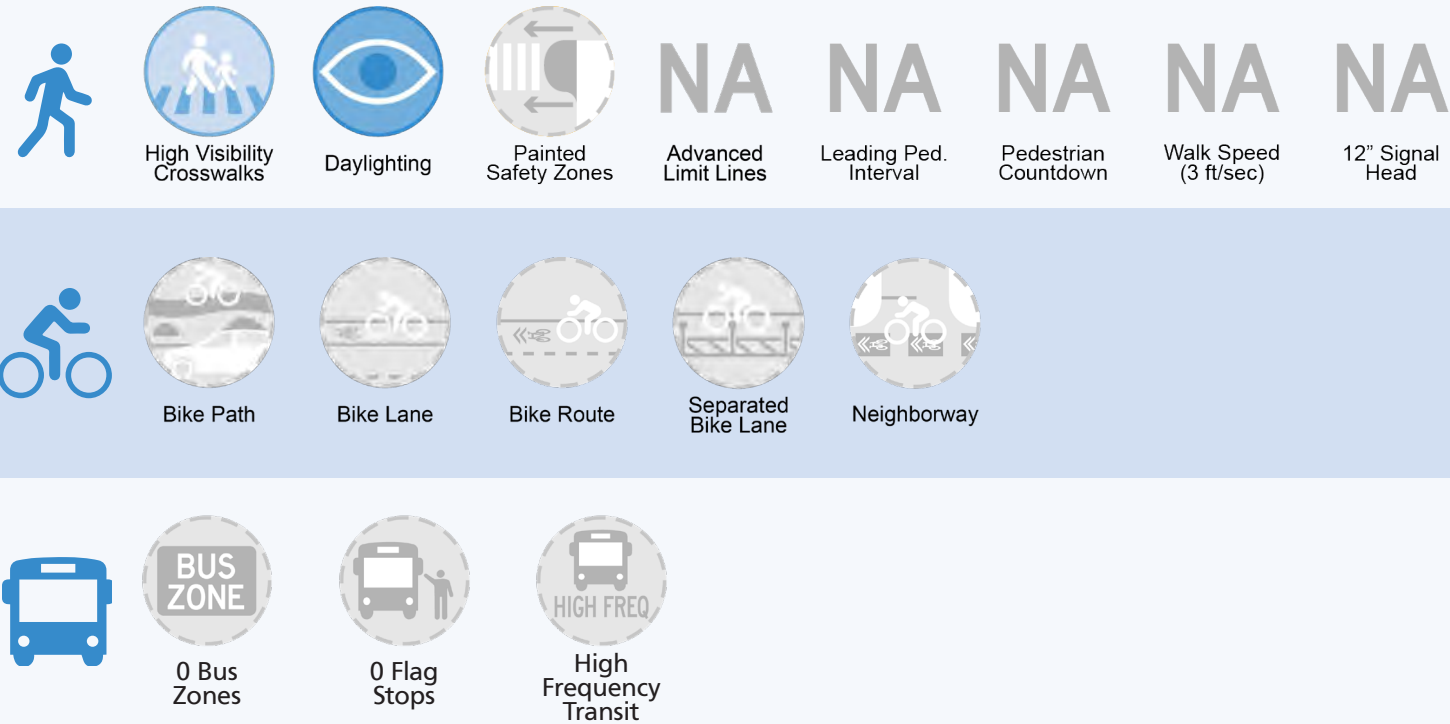 NA NA NA NA NA
High Visibility
Crosswalks
Daylighting
Painted
Safety Zones
Advanced
Limit Lines
Leading Ped.
Interval
Pedestrian
Countdown
Walk Speed
(3 ft/sec)
12” Signal
Head
Bike Path
Bike Lane
Bike Route
Separated
Bike Lane
Neighborway
BUS
ZONE
HIGH FREQ
0 Bus
Zones
0 Flag
Stops
High
Frequency
Transit